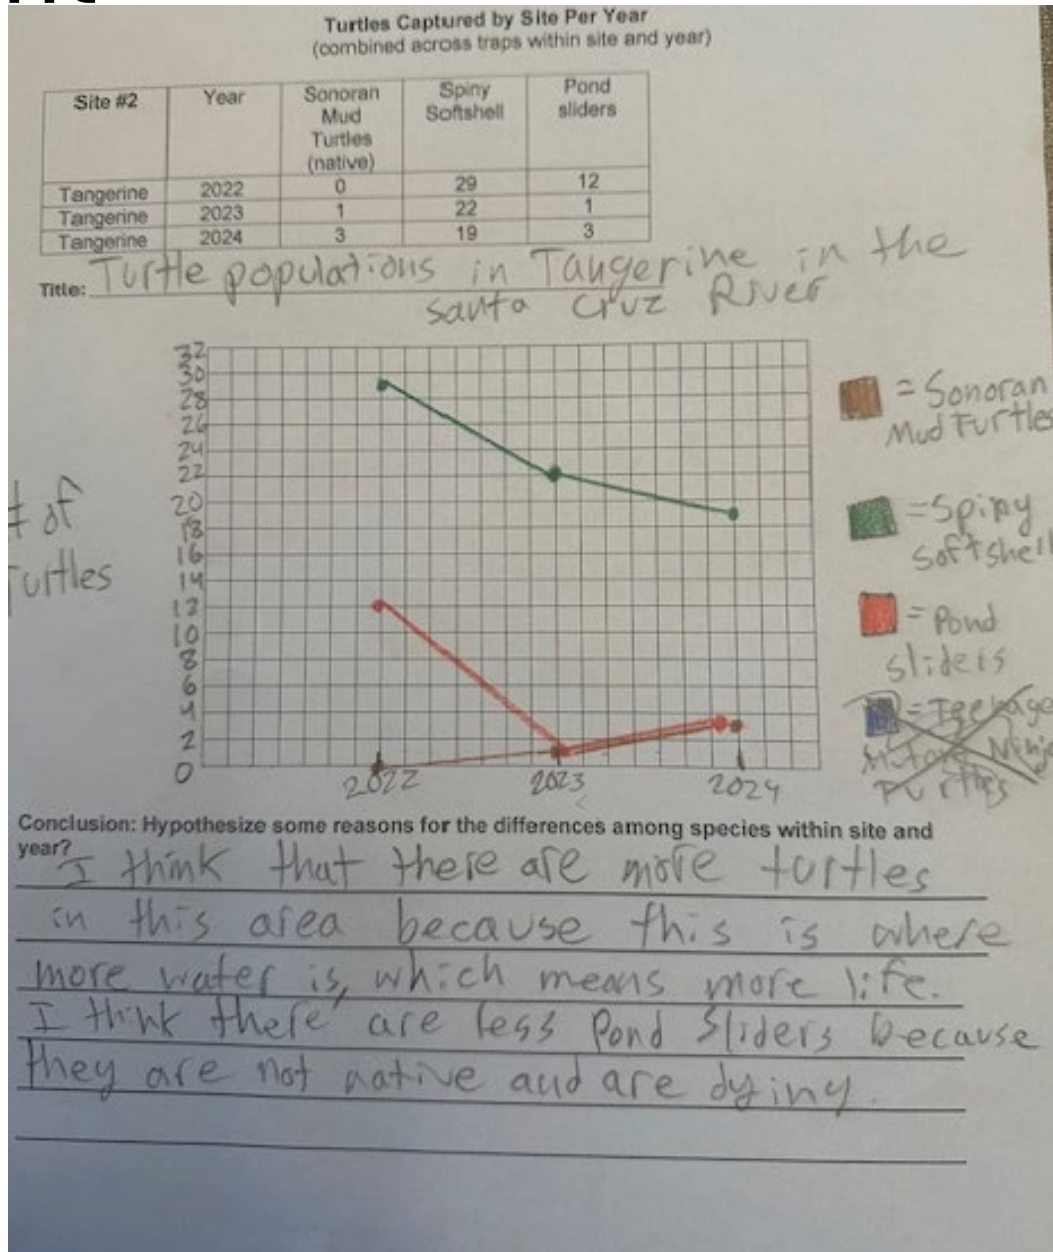 Turtles Captured by Site Per Year
(combined across traps within site and year)
Site #2 Year Sonoran Mud Turtles (native) Spiny Softshell Pond sliders
Tangerine 2022 0 29 12
Tangerine 2023 1 22 1
Tangerine 2024 3 19 3
Title: Turtle populations in Tangerine in the
santa Cruz River
32
30
28
26
24
22
20
18
16
14
12
10
8
6
4
2
0
# of
Turtles
2022 2023 2024
= Sonoran
Mud Turtles
= Spiny
Softshell
= Pond
sliders
= Teenage
Ninja
Conclusion: Hypothesize some reasons for the differences among species within site and
year?
I think that there are more turtles
in this area because this is where
more water is, which means more life.
I think there are less Pond Sliders because
they are not native and are dying.